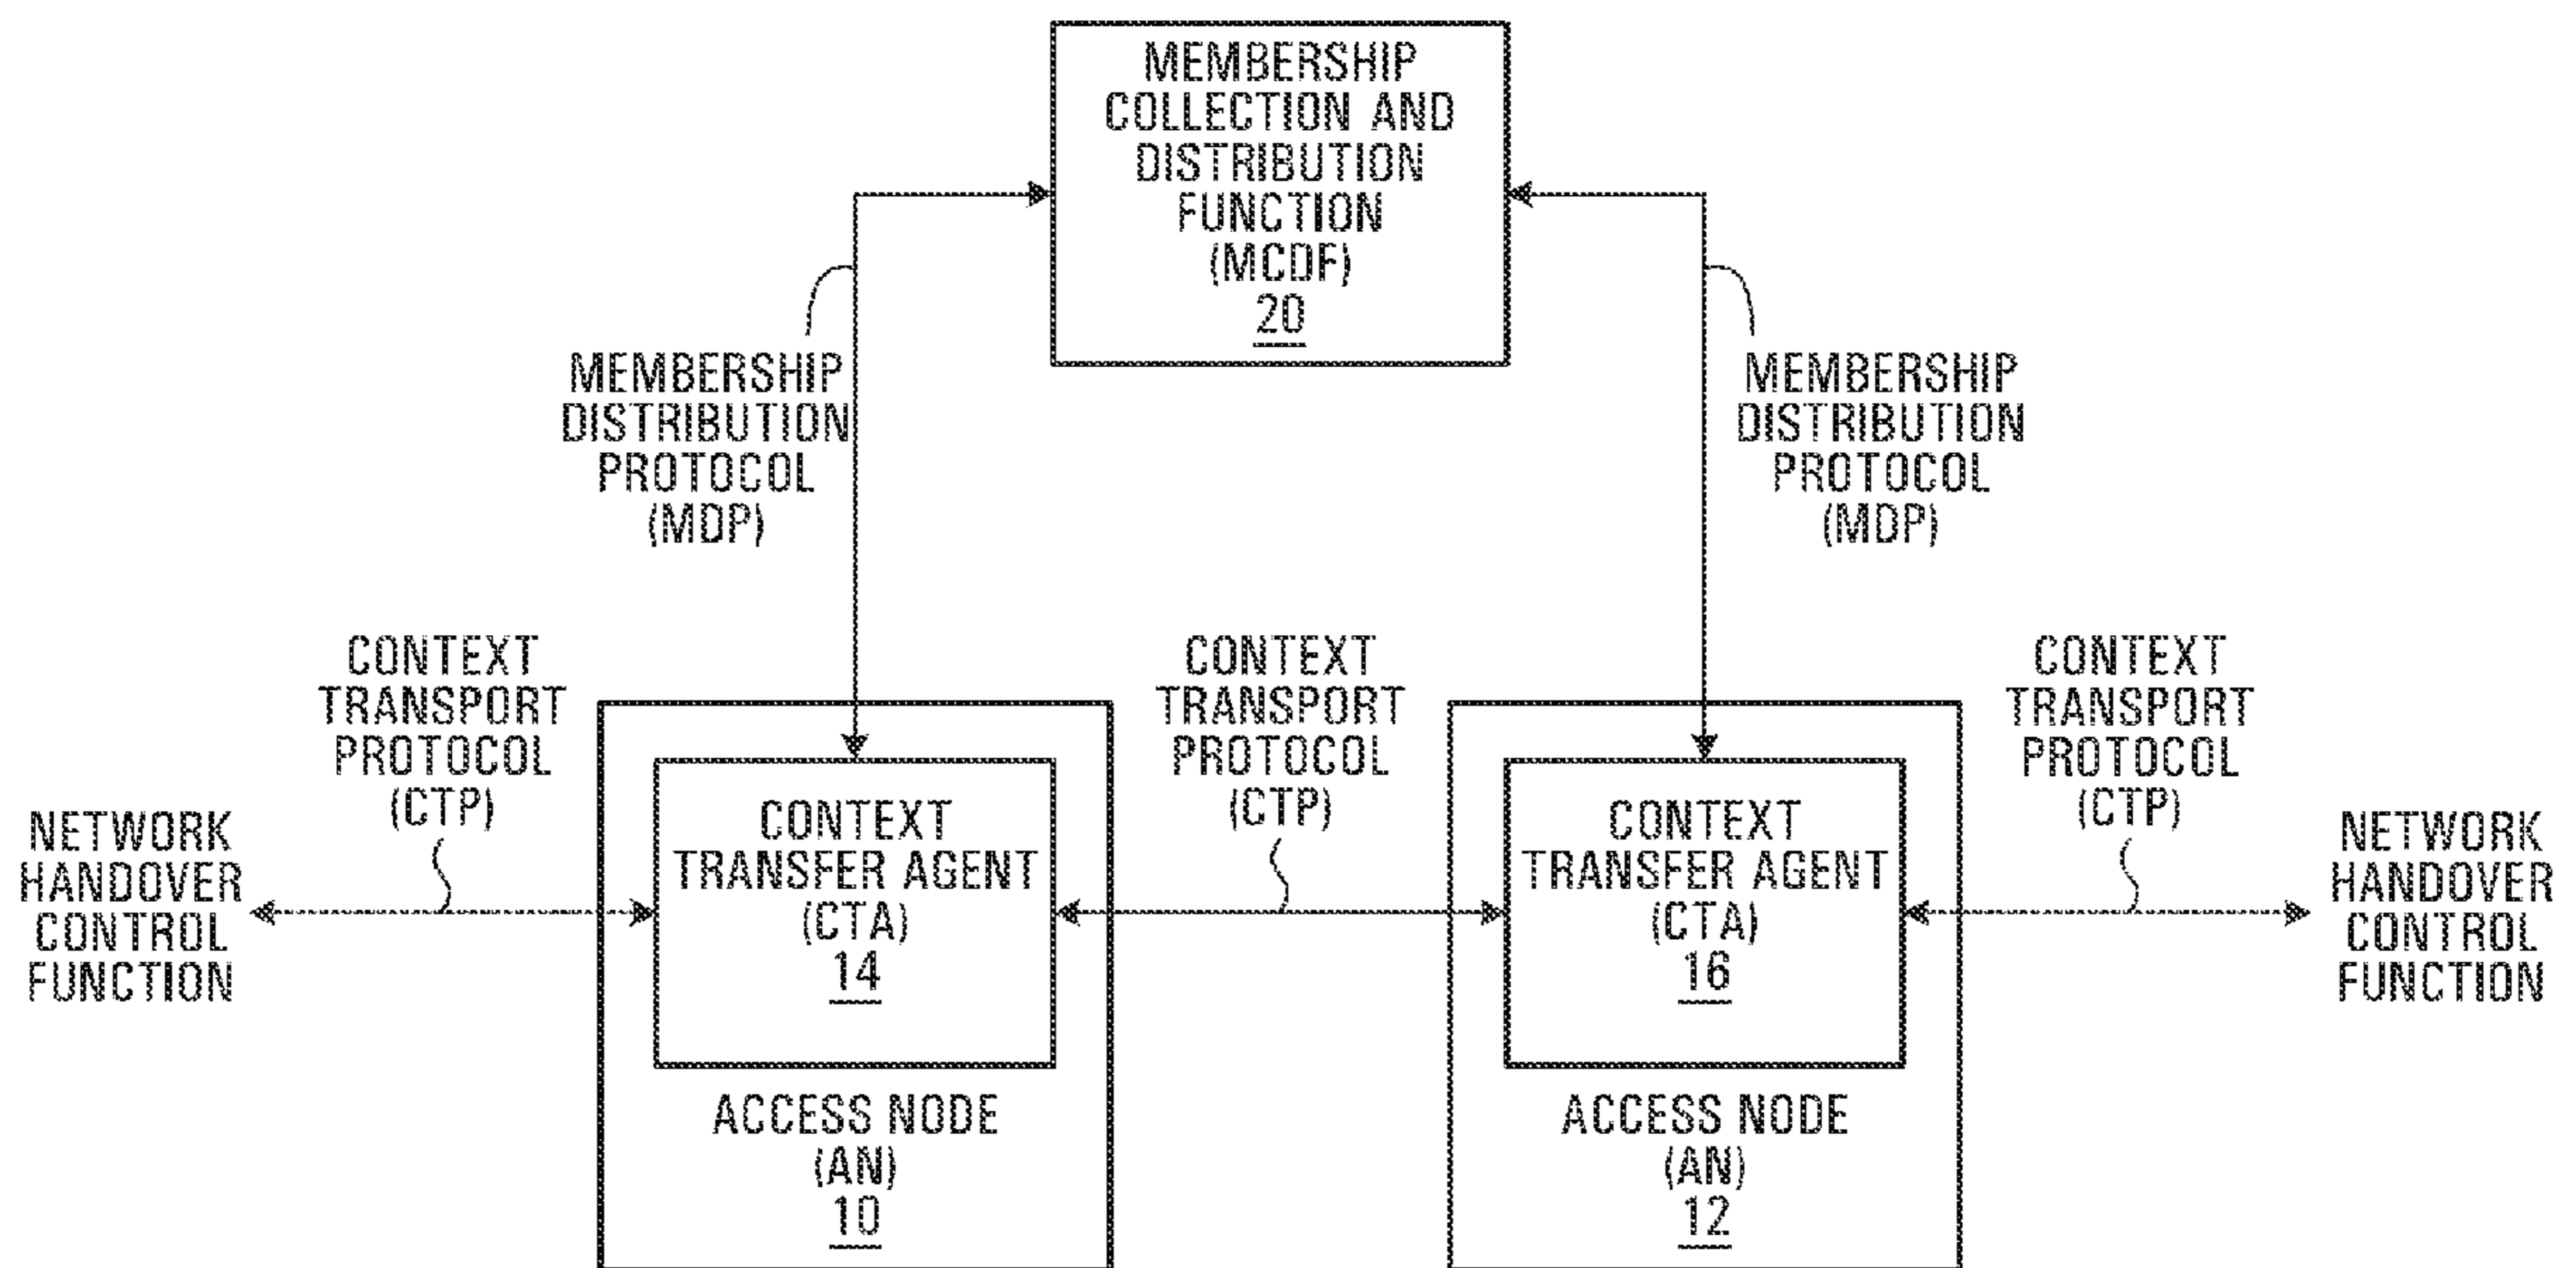 MEMBERSHIP
COLLECTION AND
DISTRIBUTION
FUNCTION
(MCDF)
20
MEMBERSHIP
DISTRIBUTION
PROTOCOL
(MDP)
MEMBERSHIP
DISTRIBUTION
PROTOCOL
(MDP)
NETWORK
HANDOVER
CONTROL
FUNCTION
CONTEXT
TRANSPORT
PROTOCOL
(CTP)
CONTEXT
TRANSFER AGENT
(CTA)
14
ACCESS NODE
(AN)
10
CONTEXT
TRANSPORT
PROTOCOL
(CTP)
CONTEXT
TRANSFER AGENT
(CTA)
16
ACCESS NODE
(AN)
12
CONTEXT
TRANSPORT
PROTOCOL
(CTP)
NETWORK
HANDOVER
CONTROL
FUNCTION